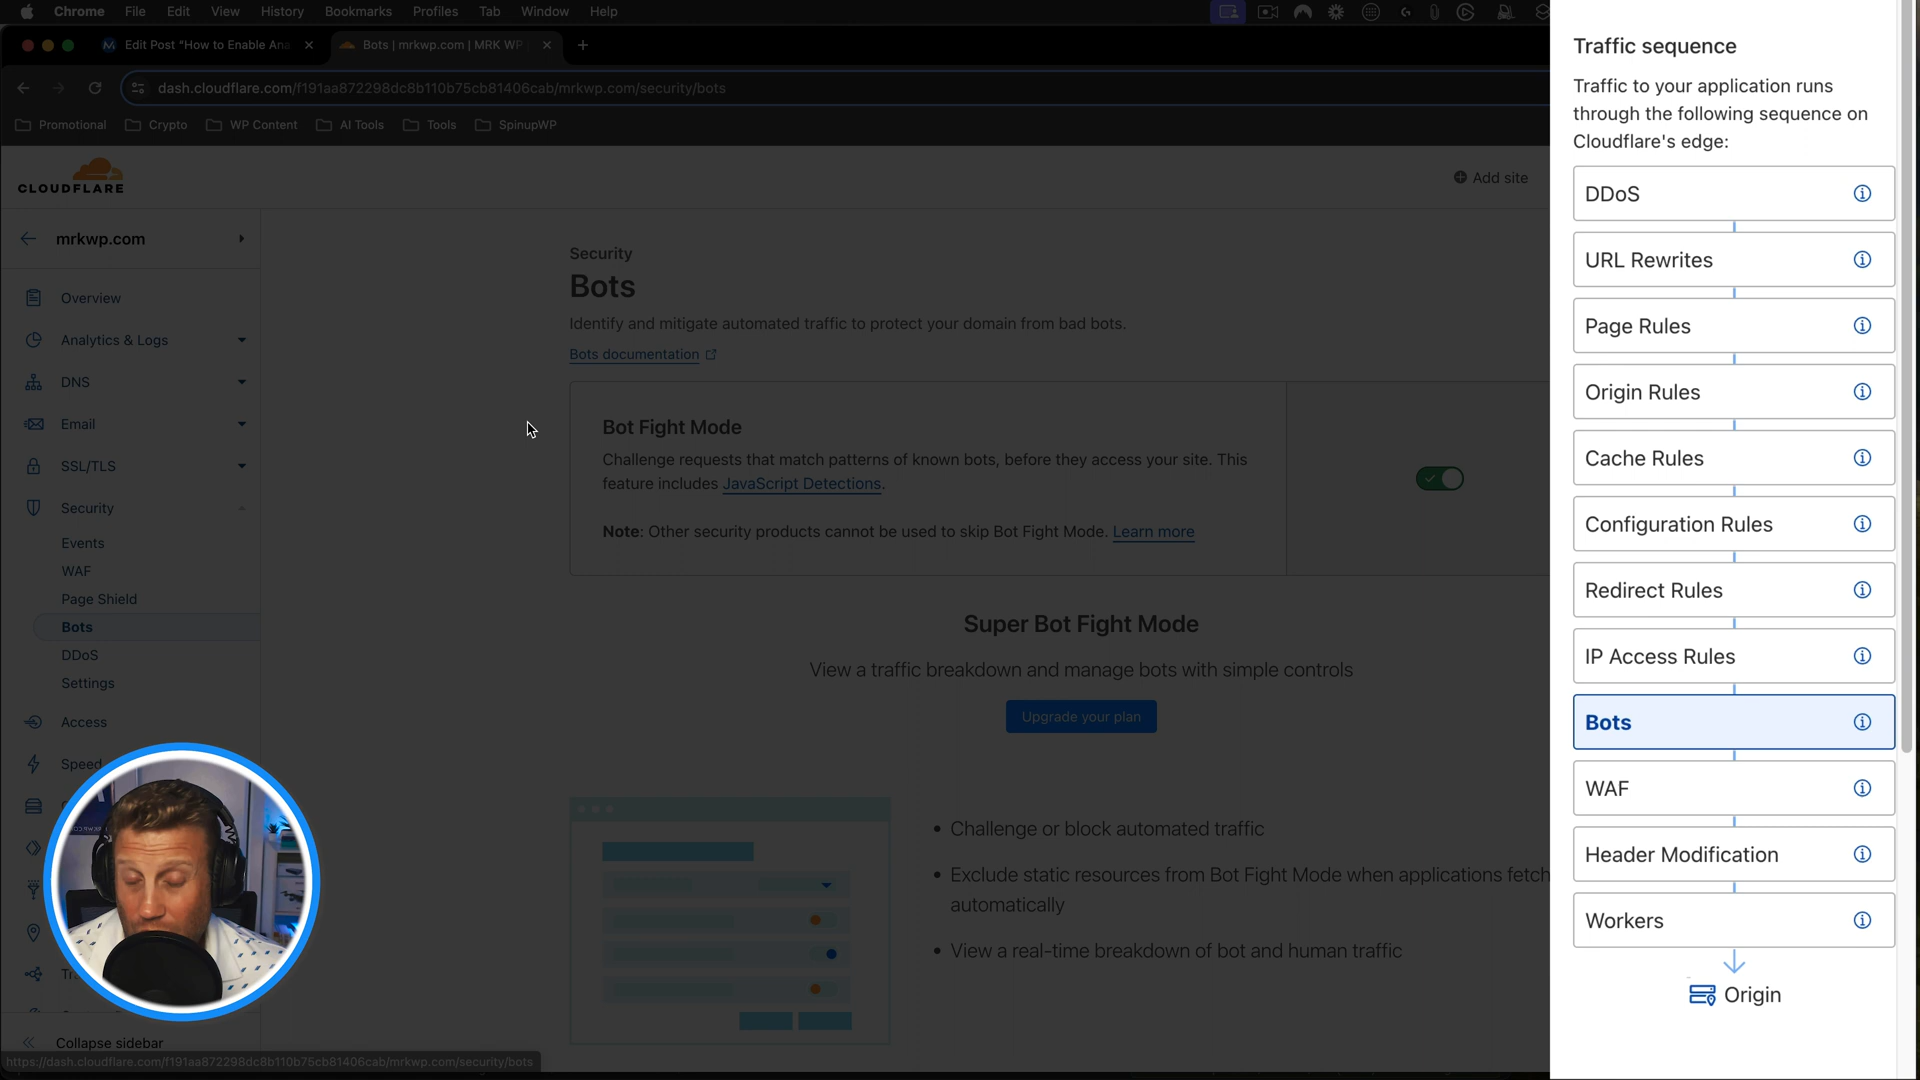 Chrome File Edit View History Bookmarks Profiles Tab Window Help
Edit Post "How to Enable Ana
Bots | mrkwp.com | MRK WP
dash.cloudflare.com/f191aa872298dc8b110b75cb81406cab/mrkwp.com/security/bots
Promotional Crypto WP Content AI Tools Tools SpinupWP
CLOUDFLARE
Add site
mrkwp.com
Overview
Analytics & Logs
DNS
Email
SSL/TLS
Security
Events
WAF
Page Shield
Bots
DDoS
Settings
Access
Speed
Collapse sidebar
https://dash.cloudflare.com/f191aa872298dc8b110b75cb81406cab/mrkwp.com/security/bots
Security
Bots
Identify and mitigate automated traffic to protect your domain from bad bots.
Bots documentation
Bot Fight Mode
Challenge requests that match patterns of known bots, before they access your site. This
feature includes JavaScript Detections.
Note: Other security products cannot be used to skip Bot Fight Mode. Learn more
Super Bot Fight Mode
View a traffic breakdown and manage bots with simple controls
Upgrade your plan
• Challenge or block automated traffic
• Exclude static resources from Bot Fight Mode when applications fetch
automatically
• View a real-time breakdown of bot and human traffic
Traffic sequence
Traffic to your application runs
through the following sequence on
Cloudflare's edge:
DDoS
URL Rewrites
Page Rules
Origin Rules
Cache Rules
Configuration Rules
Redirect Rules
IP Access Rules
Bots
WAF
Header Modification
Workers
Origin